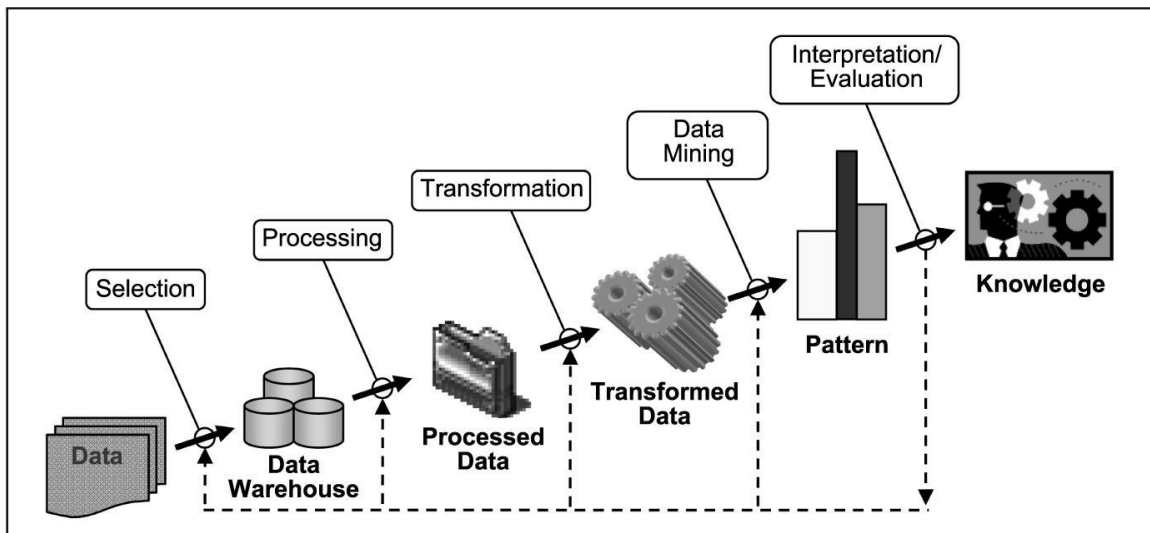 Interpretation/
Evaluation
Data
Mining
Transformation
Processing
Selection
Knowledge
Pattern
Transformed
Data
Processed
Data
Data
Warehouse
Data